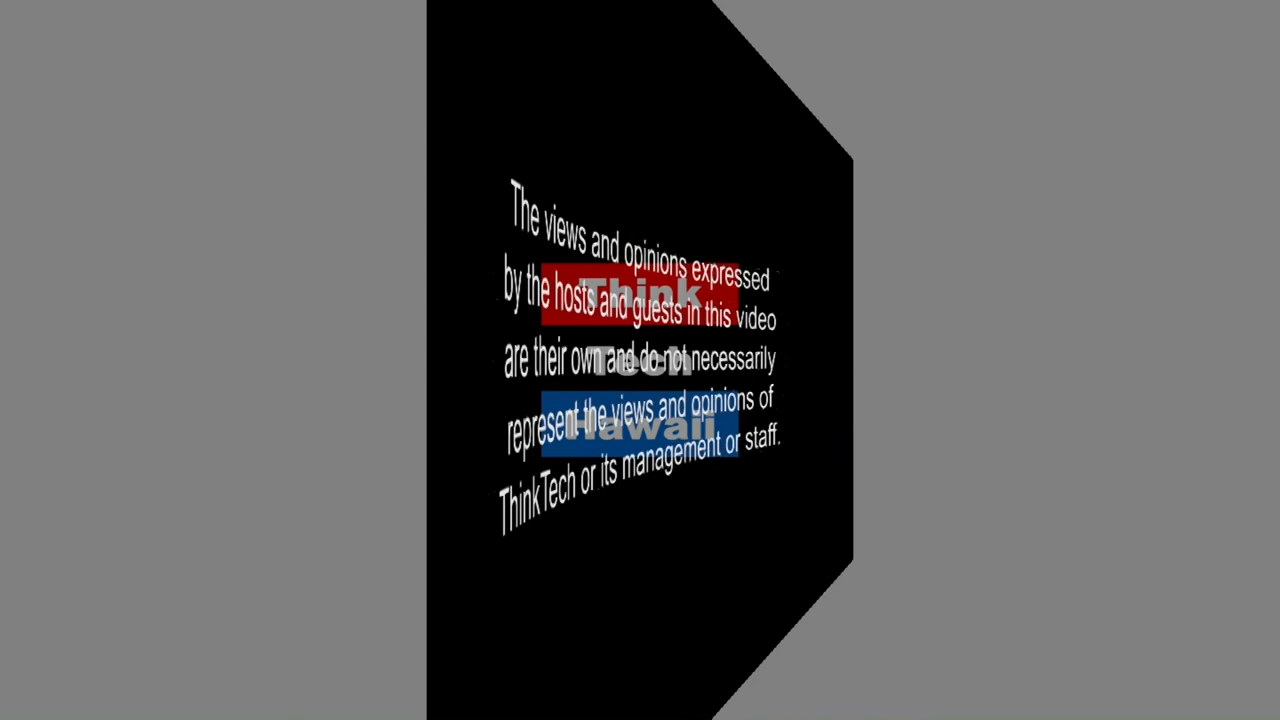 The views and opinions expressed
by the hosts and guests in this video
are their own and do not necessarily
represent the views and opinions of
ThinkTech or its management or staff.
Think
Tech
Hawaii